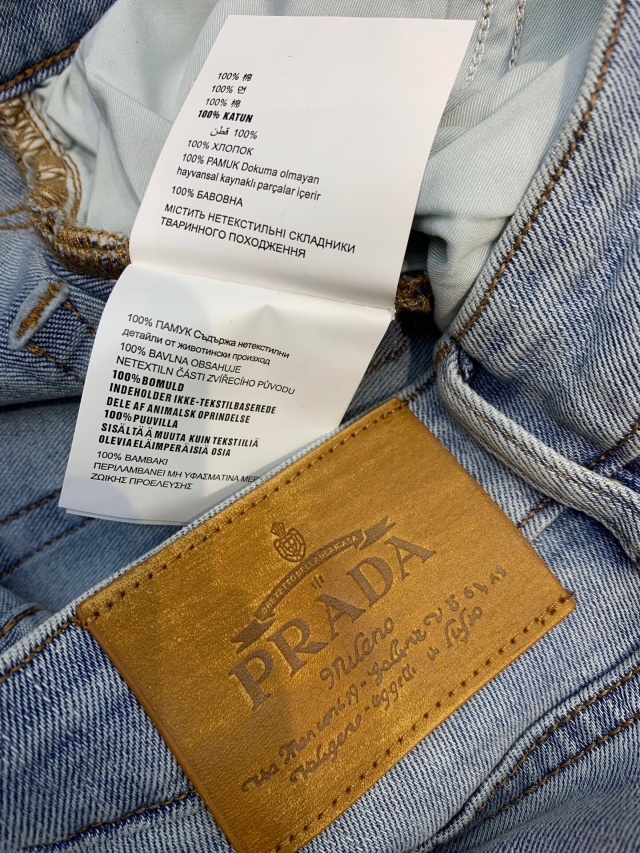 100% 棉
100% 면
100% 棉
100% KATUN
100% قطن
100% ХЛОПОК
100% PAMUK Dokuma olmayan
hayvansal kaynaklı parçalar içerir
100% БАВОВНА
МІСТИТЬ НЕТЕКСТИЛЬНІ СКЛАДНИКИ
ТВАРИННОГО ПОХОДЖЕННЯ
100% ПАМУК Съдържа нетекстилни
детайли от животински произход
100% BAVLNA OBSAHUJE
NETEXTILN ČÁSTI ZVÍŘECÍHO PŮVODU
100% BOMULD
INDEHOLDER IKKE-TEKSTILBASEREDE
DELE AF ANIMALSK OPRINDELSE
100% PUUVILLA
SISÄLTÄÄ MUUTA KUIN TEKSTIILIÄ
OLEVIA ELÄIMPERÄISIÄ OSIA
100% ΒΑΜΒΑΚΙ
ΠΕΡΙΛΑΜΒΑΝΕΙ ΜΗ ΥΦΑΣΜΑΤΙΝΑ ΜΕΡ
ΖΩΙΚΗΣ ΠΡΟΕΛΕΥΣΗΣ
PRADA
Milano